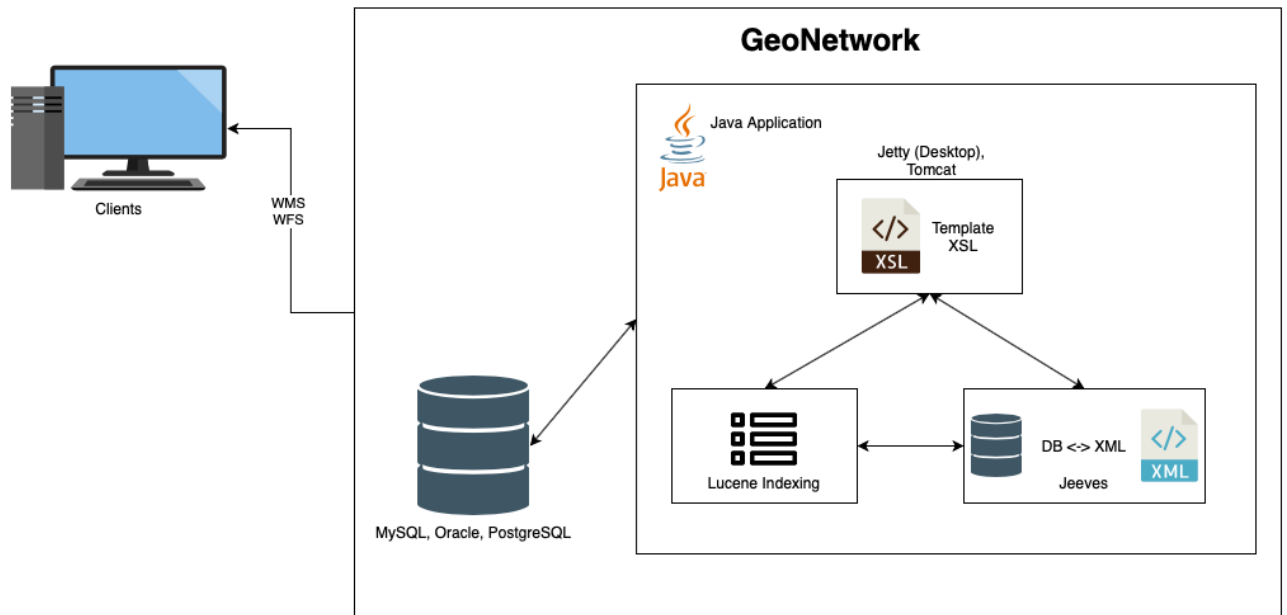 GeoNetwork
Java Application
Java
Jetty (Desktop),
Tomcat
Template
XSL
XSL
Clients
WMS
WFS
Lucene Indexing
DB <-> XML
XML
Jeeves
MySQL, Oracle, PostgreSQL